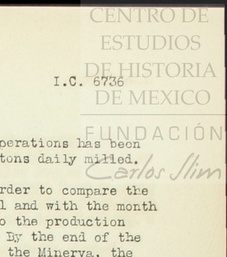 CENTRO DE
ESTUDIOS
DE HISTORIA
DE MEXICO
I.C. 6736
FUNDACIÓN
Carlos Slim
perations has been
tons daily milled.
rder to compare the
l and with the month
o the production
By the end of the
the Minerva, the